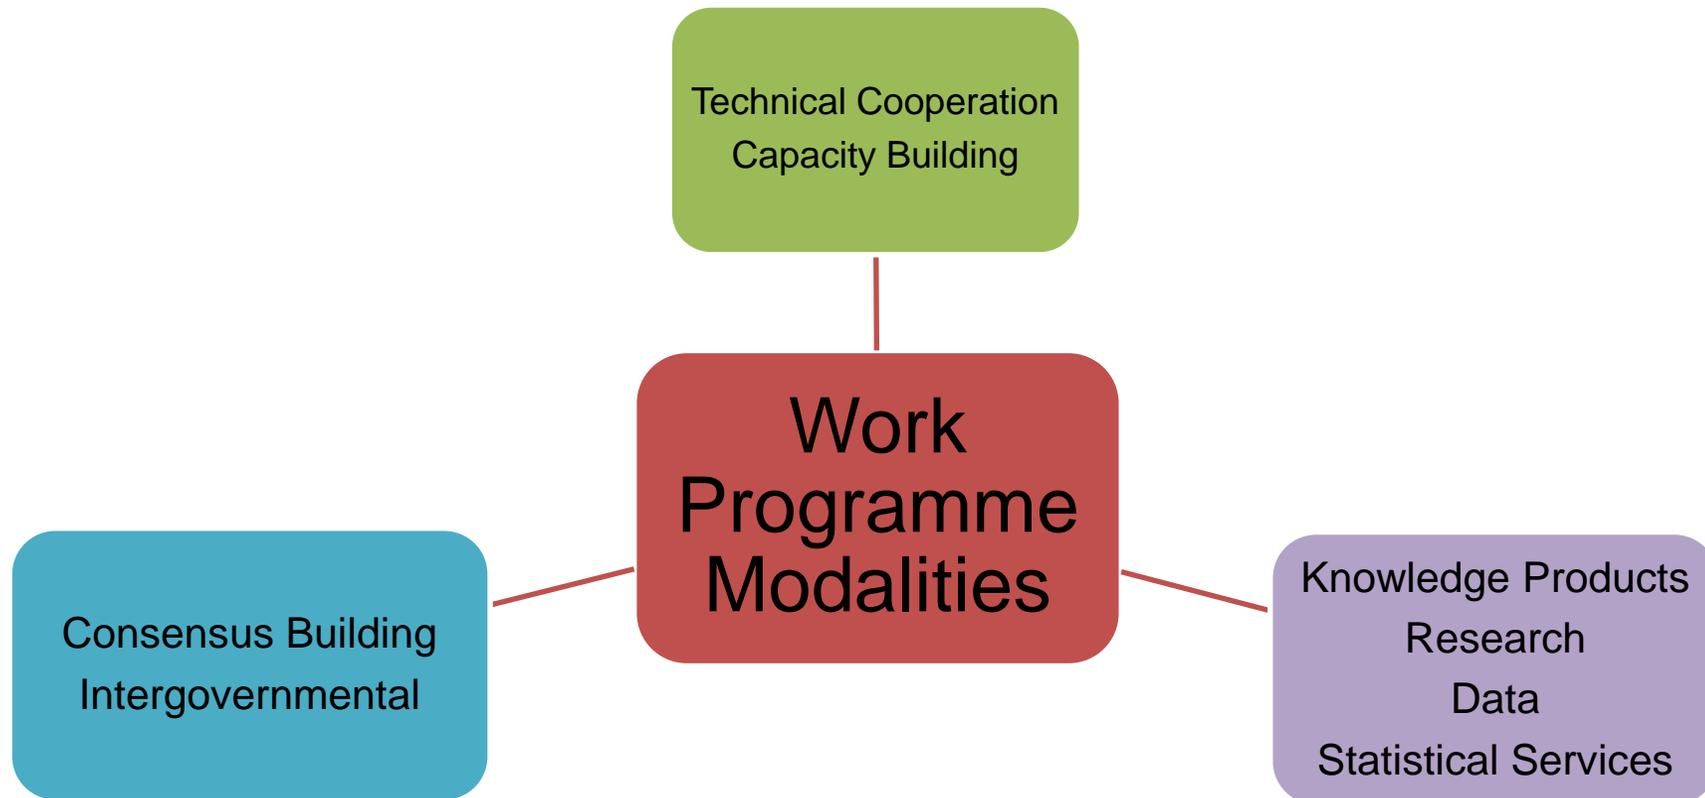 Technical Cooperation
Capacity Building
Work
Programme
Modalities
Consensus Building
Intergovernmental
Knowledge Products
Research
Data
Statistical Services